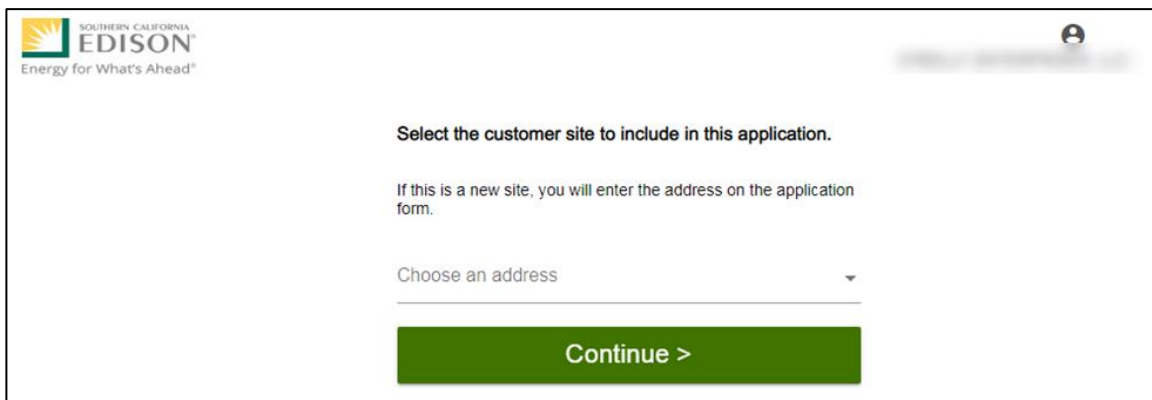 SOUTHERN CALIFORNIA
EDISON®
Energy for What's Ahead®
Select the customer site to include in this application.
If this is a new site, you will enter the address on the application
form.
Choose an address
Continue >